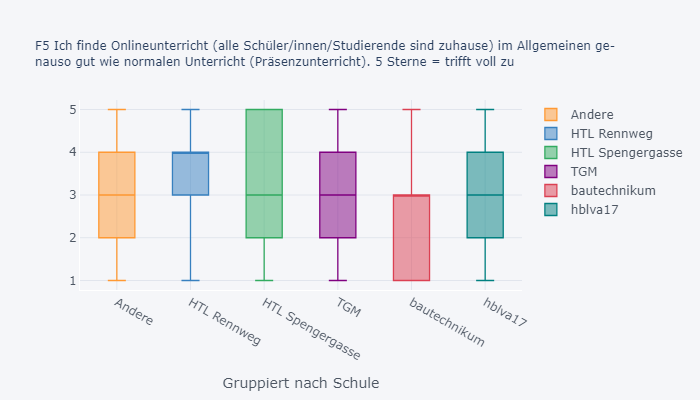 F5 Ich finde Onlineunterricht (alle Schüler/innen/Studierende sind zuhause) im Allgemeinen ge-
nauso gut wie normalen Unterricht (Präsenzunterricht). 5 Sterne = trifft voll zu
5
4
3
2
1
Andere
HTL Rennweg
HTL Spengergasse
TGM
bautechnikum
hblva17
Gruppiert nach Schule
Andere
HTL Rennweg
HTL Spengergasse
TGM
bautechnikum
hblva17